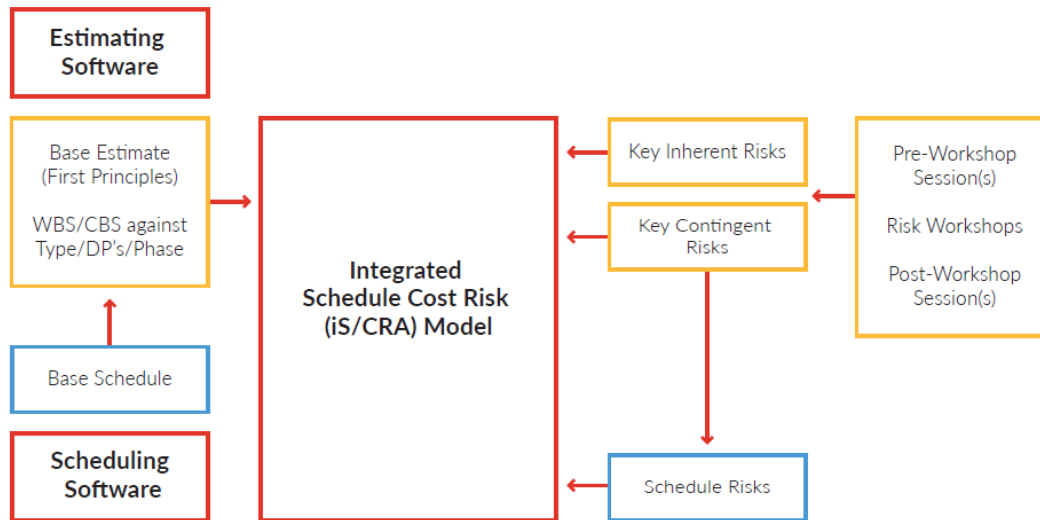 Estimating
Software
Base Estimate
(First Principles)
WBS/CBS against
Type/DP's/Phase
Base Schedule
Scheduling
Software
Integrated
Schedule Cost Risk
(iS/CRA) Model
Key Inherent Risks
Key Contingent
Risks
Schedule Risks
Pre-Workshop
Session(s)
Risk Workshops
Post-Workshop
Session(s)